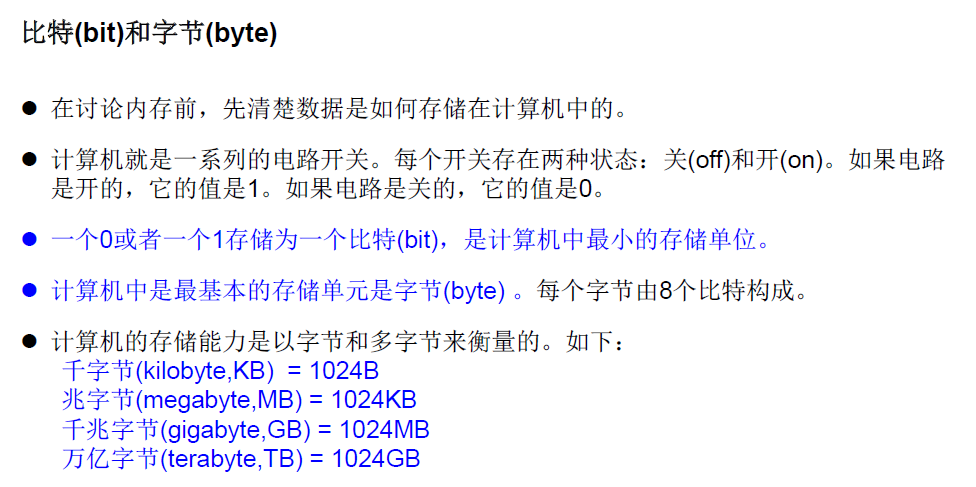 比特(bit)和字节(byte)
● 在讨论内存前，先清楚数据是如何存储在计算机中的。
● 计算机就是一系列的电路开关。每个开关存在两种状态：关(off)和开(on)。如果电路
是开的，它的值是1。如果电路是关的，它的值是0。
● 一个0或者一个1存储为一个比特(bit)，是计算机中最小的存储单位。
● 计算机中是最基本的存储单元是字节(byte) 。每个字节由8个比特构成。
● 计算机的存储能力是以字节和多字节来衡量的。如下：
千字节(kilobyte,KB)  = 1024B
兆字节(megabyte,MB) = 1024KB
千兆字节(gigabyte,GB) = 1024MB
万亿字节(terabyte,TB) = 1024GB